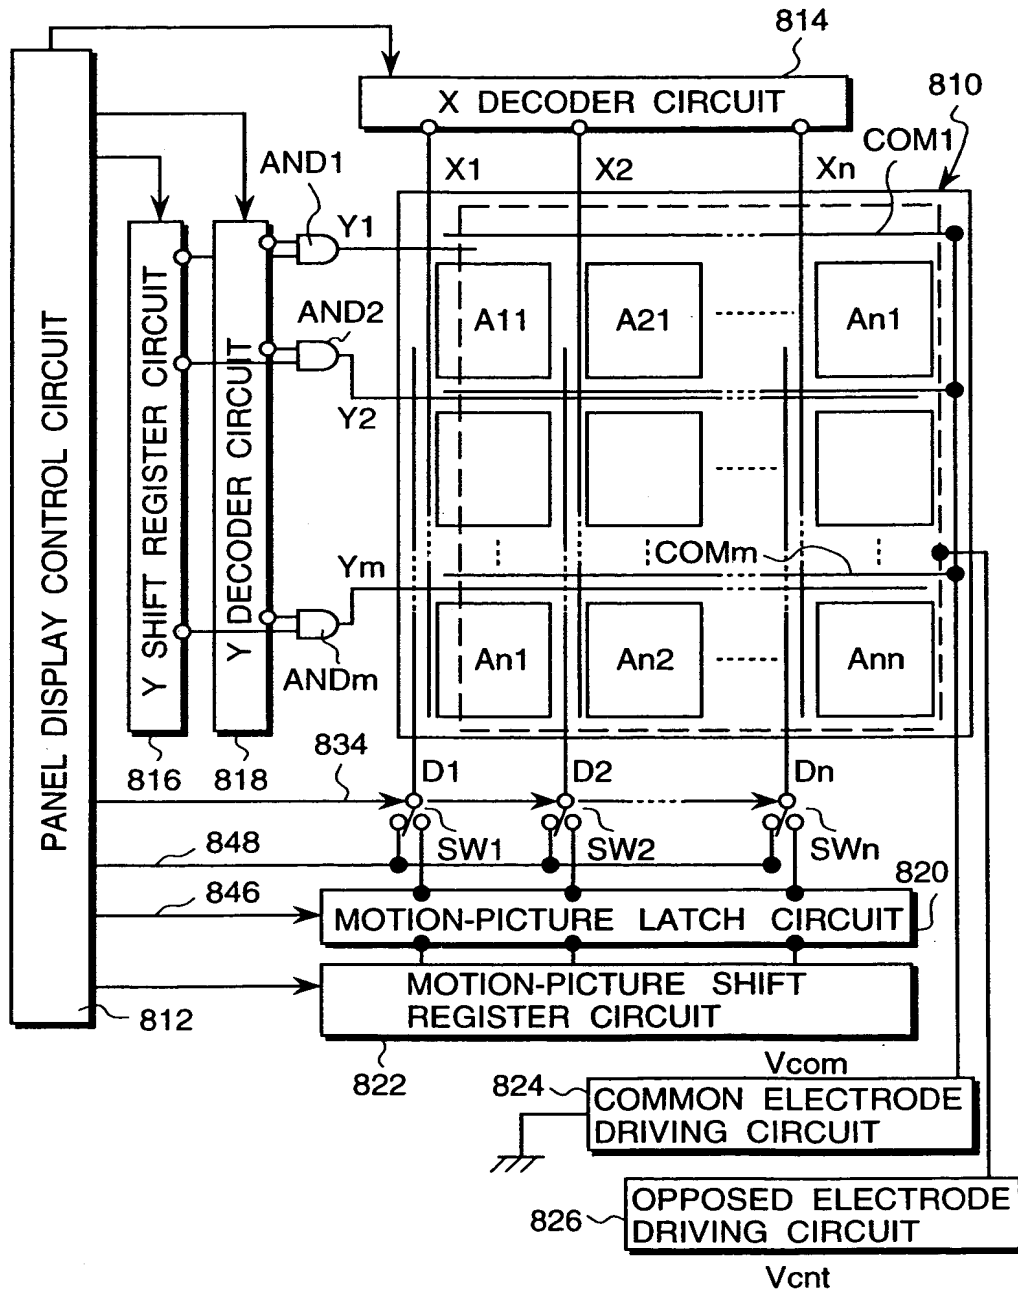 814
X DECODER CIRCUIT
810
COM1
AND1
X1
X2
Xn
Y1
PANEL DISPLAY CONTROL CIRCUIT
Y SHIFT REGISTER CIRCUIT
Y DECODER CIRCUIT
A11
A21
An1
AND2
Y2
COMm
Ym
An1
An2
Ann
ANDm
816
818
834
D1
D2
Dn
848
SW1
SW2
SWn
820
846
MOTION-PICTURE LATCH CIRCUIT
MOTION-PICTURE SHIFT
REGISTER CIRCUIT
812
822
Vcom
824
COMMON ELECTRODE
DRIVING CIRCUIT
OPPOSED ELECTRODE
DRIVING CIRCUIT
826
Vcnt